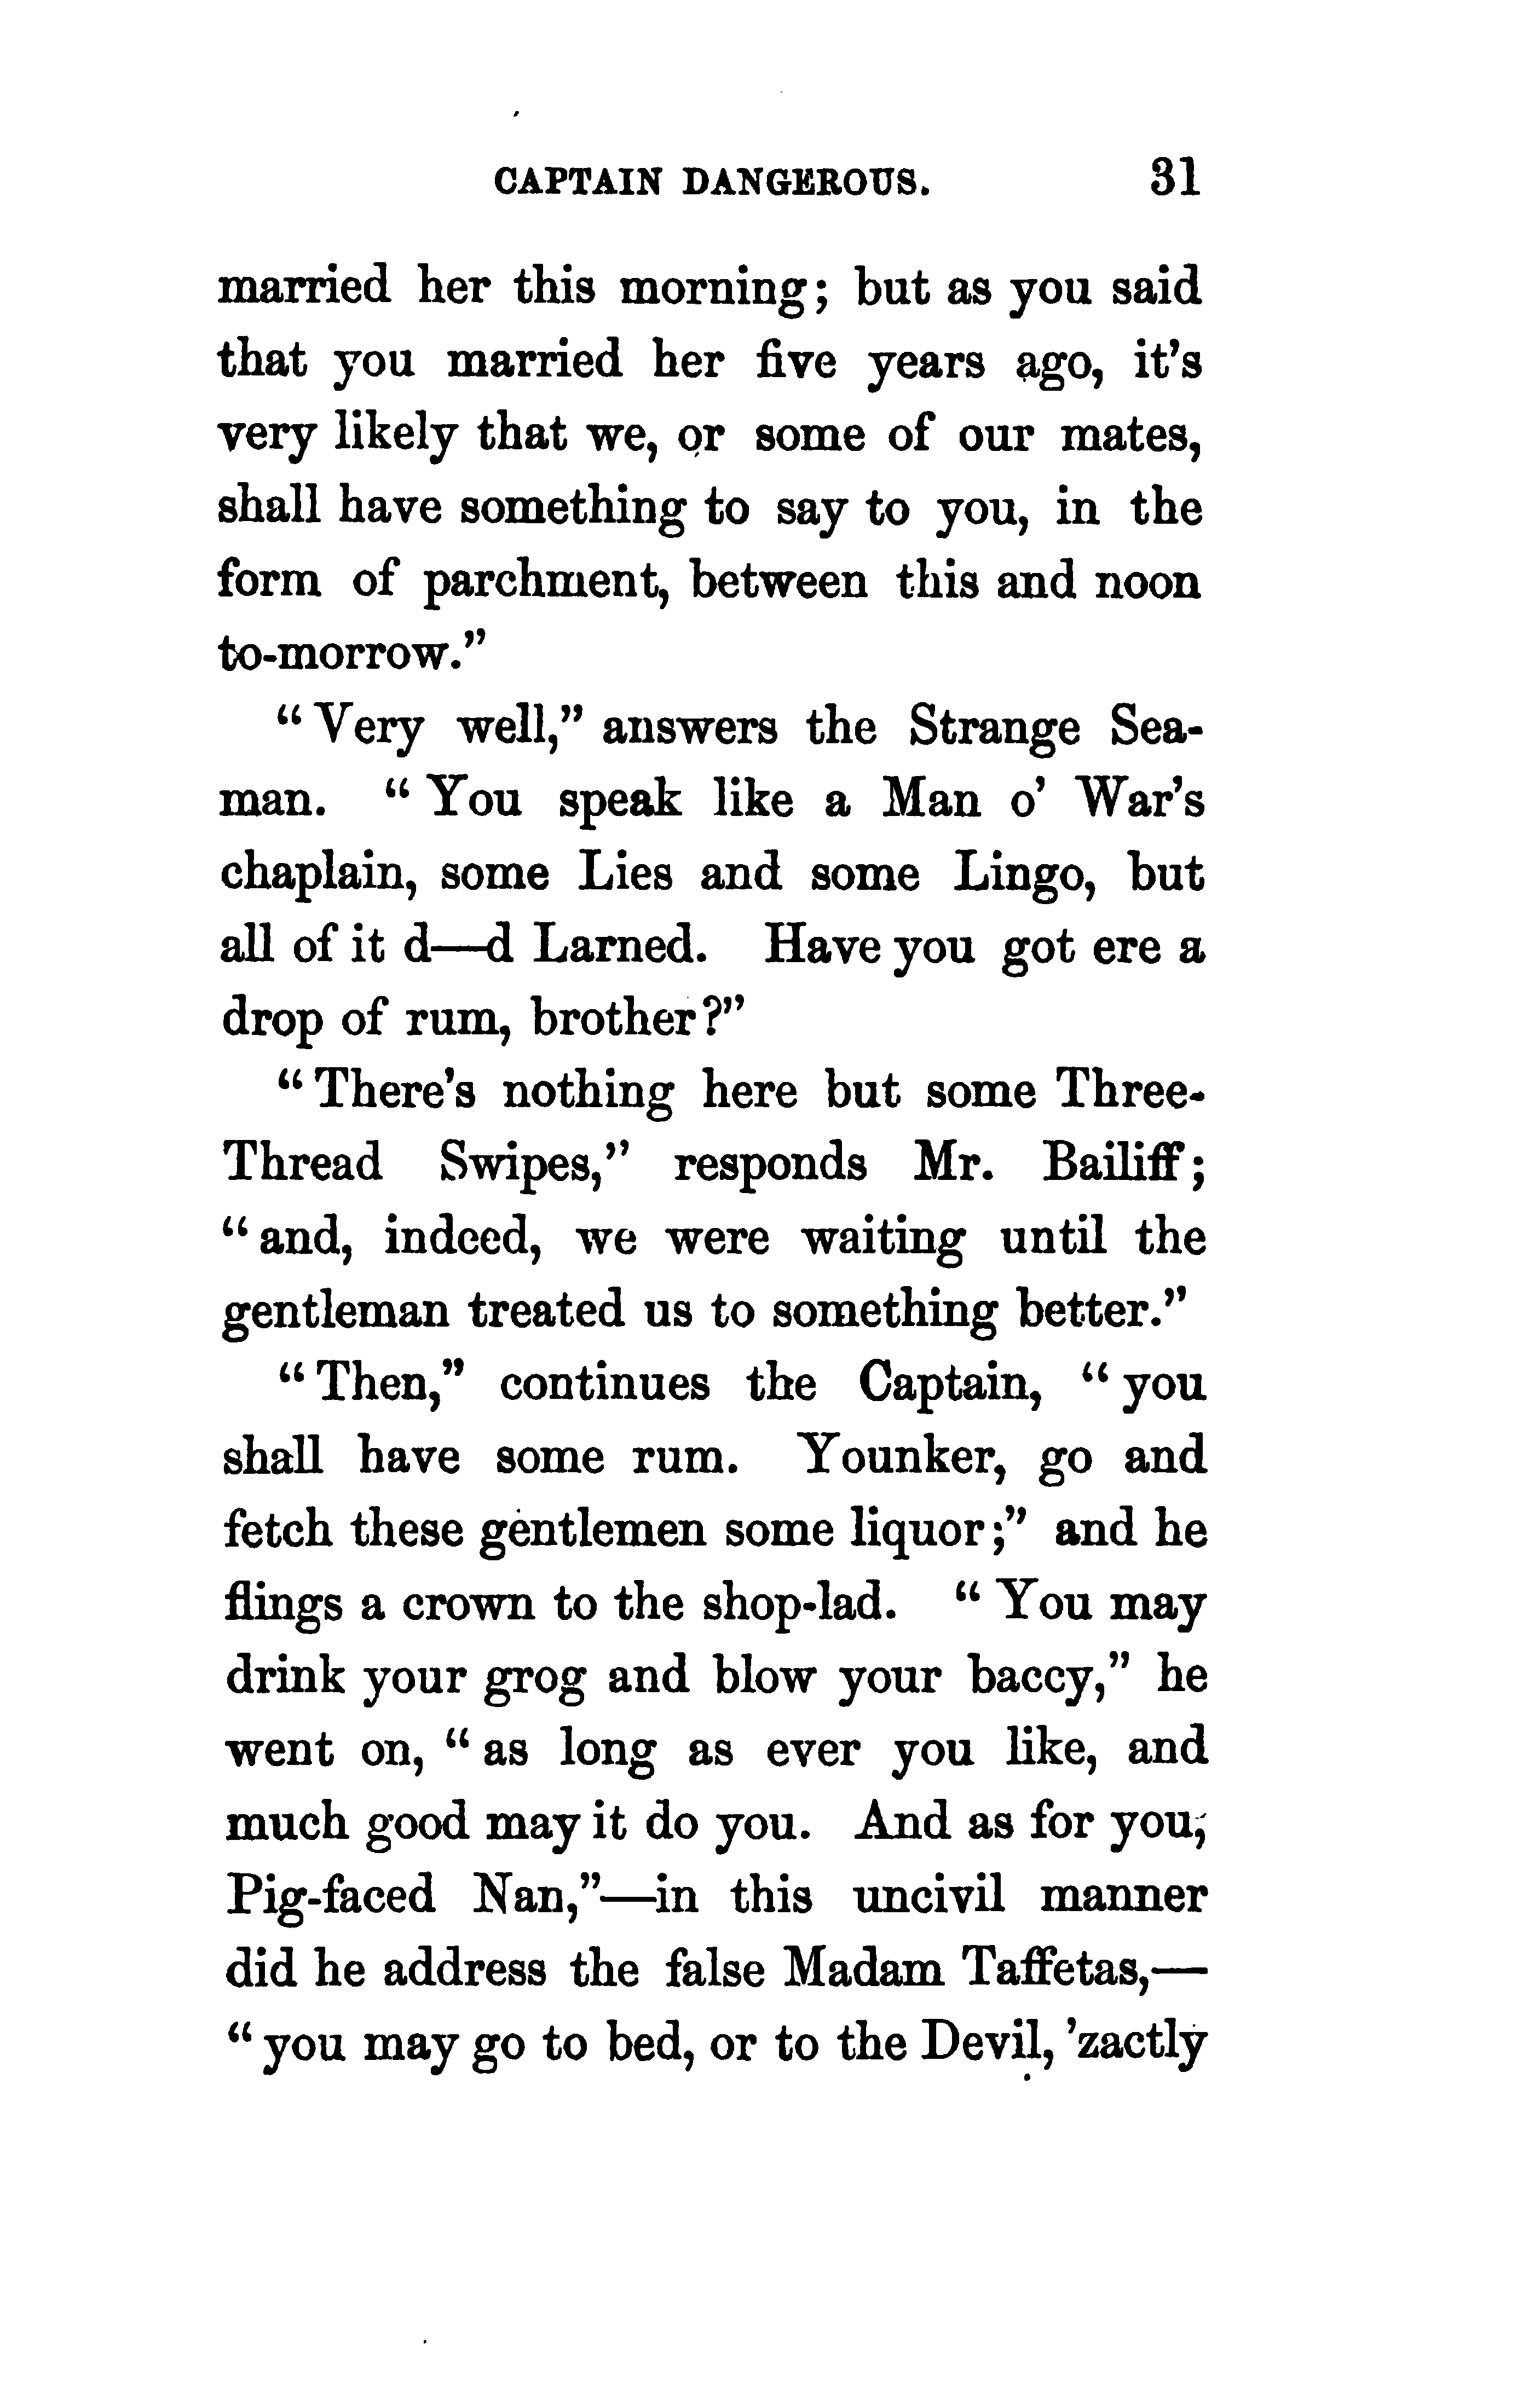 CAPTAIN DANGEROUS. 31
married her this morning; but as you said
that you married her five years ago, it's
very likely that we, or some of our mates,
shall have something to say to you, in the
form of parchment, between this and noon
to-morrow."
"Very well," answers the Strange Sea-
man. "You speak like a Man o' War's
chaplain, some Lies and some Lingo, but
all of it d—d Larned. Have you got ere a
drop of rum, brother?"
"There's nothing here but some Three-
Thread Swipes," responds Mr. Bailiff;
"and, indeed, we were waiting until the
gentleman treated us to something better."
"Then," continues the Captain, "you
shall have some rum. Younker, go and
fetch these gentlemen some liquor;" and he
flings a crown to the shop-lad. "You may
drink your grog and blow your baccy," he
went on, "as long as ever you like, and
much good may it do you. And as for you,
Pig-faced Nan,"—in this uncivil manner
did he address the false Madam Taffetas,—
"you may go to bed, or to the Devil, 'zactly